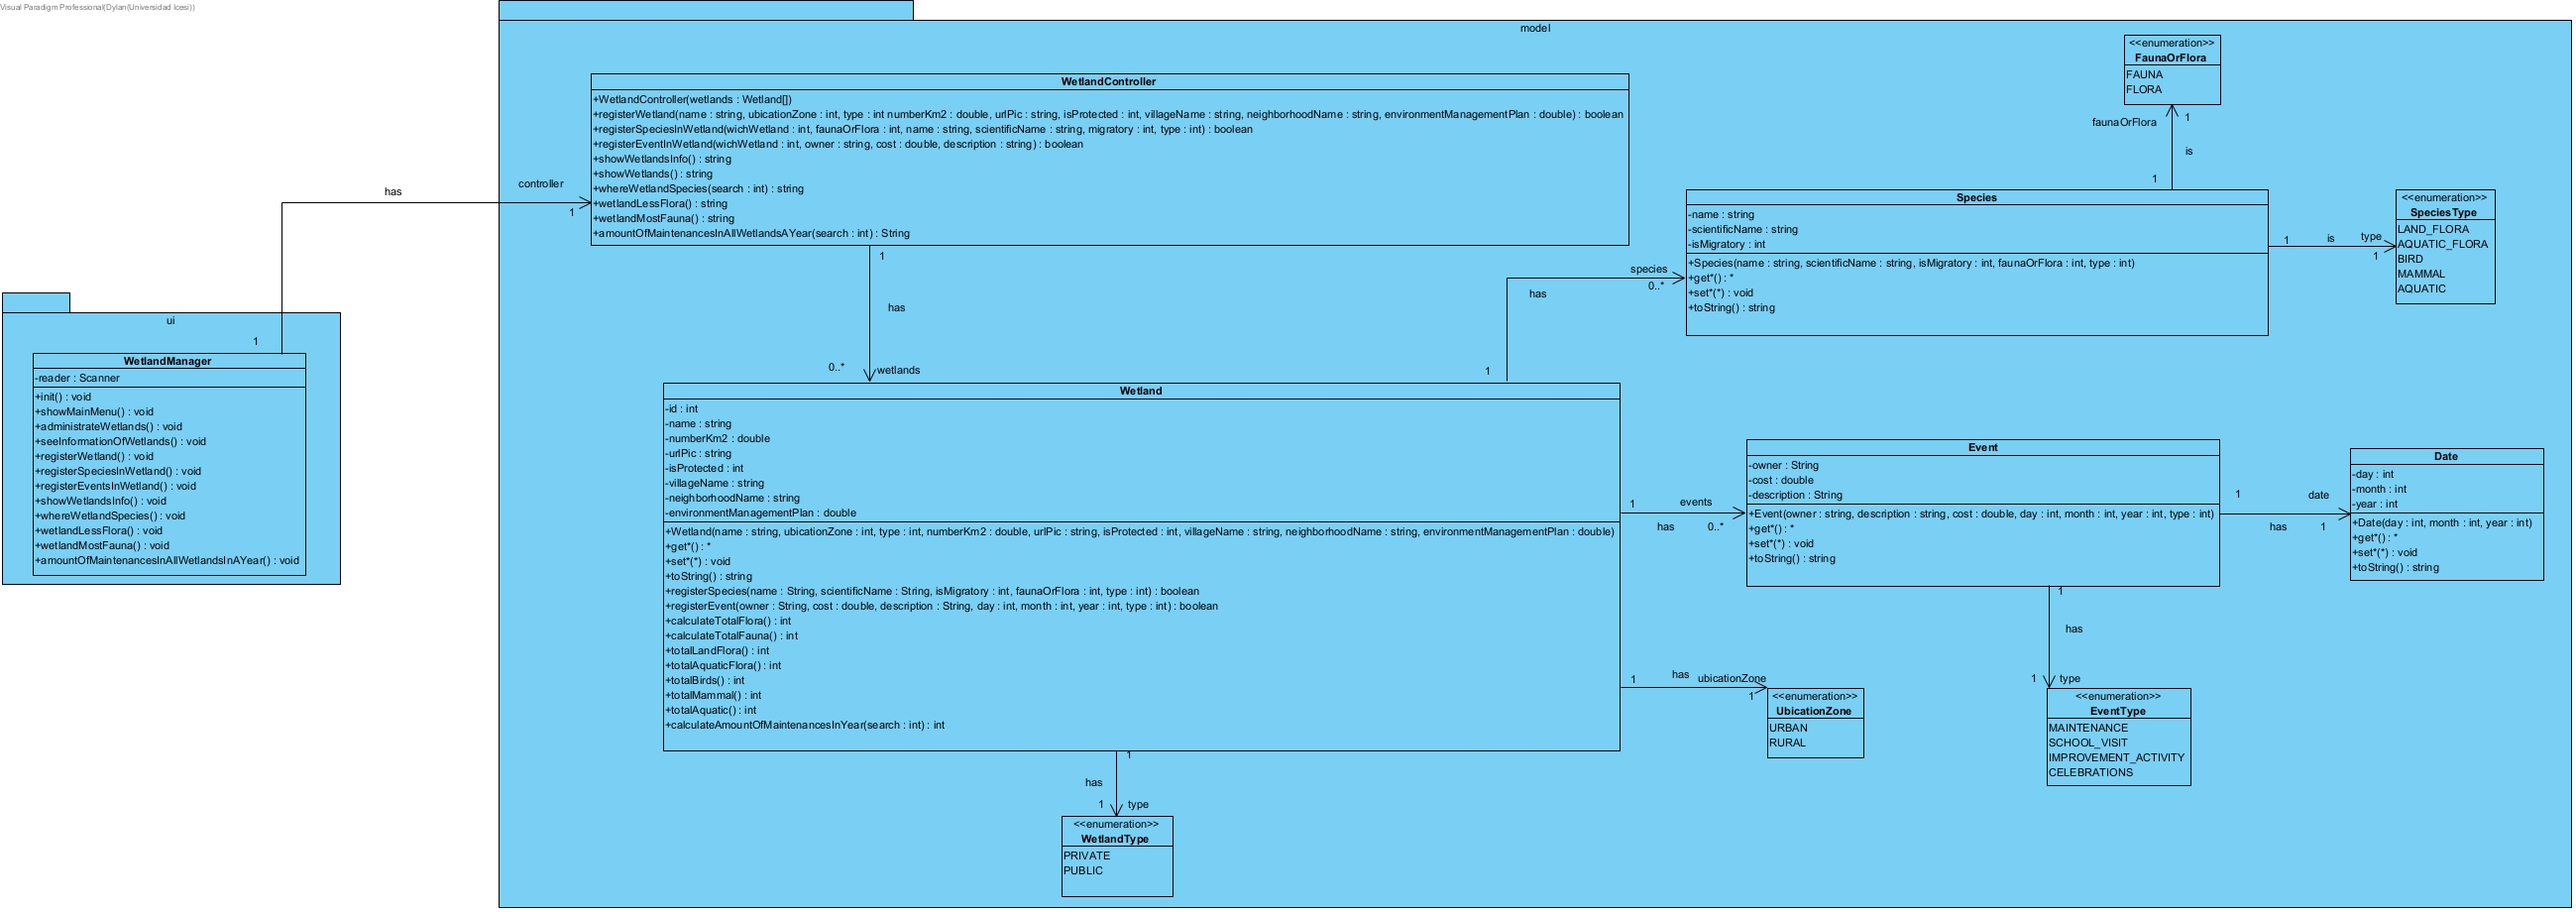 Visual Paradigm Professional(Dylan(Universidad Icesi))
model
WetlandController
+WetlandController(wetlands : Wetland[])
+registerWetland(name : string, ubicationZone : int, type : int numberKm2 : double, urlPic : string, isProtected : int, villageName : string, neighborhoodName : string, environmentManagementPlan : double) : boolean
+registerSpeciesInWetland(wichWetland : int, faunaOrFlora : int, name : string, scientificName : string, migratory : int, type : int) : boolean
+registerEventInWetland(wichWetland : int, owner : string, cost : double, description : string) : boolean
+showWetlandsInfo() : string
+showWetlands() : string
+whereWetlandSpecies(search : int) : string
+wetlandLessFlora() : string
+wetlandMostFauna() : string
+amountOfMaintenancesInAllWetlandsAYear(search : int) : String
<<enumeration>>
FaunaOrFlora
FAUNA
FLORA
faunaOrFlora
1
is
1
has
controller
1
1
has
0..*
wetlands
Species
-name : string
-scientificName : string
-isMigratory : int
+Species(name : string, scientificName : string, isMigratory : int, faunaOrFlora : int, type : int)
+get*() : *
+set*(*) : void
+toString() : string
1
is
type
1
<<enumeration>>
SpeciesType
LAND_FLORA
AQUATIC_FLORA
BIRD
MAMMAL
AQUATIC
species
0..*
has
1
ui
1
WetlandManager
-reader : Scanner
+init() : void
+showMainMenu() : void
+administrateWetlands() : void
+seeInformationOfWetlands() : void
+registerWetland() : void
+registerSpeciesInWetland() : void
+registerEventsInWetland() : void
+showWetlandsInfo() : void
+whereWetlandSpecies() : void
+wetlandLessFlora() : void
+wetlandMostFauna() : void
+amountOfMaintenancesInAllWetlandsInAYear() : void
Wetland
-id : int
-name : string
-numberKm2 : double
-urlPic : string
-isProtected : int
-villageName : string
-neighborhoodName : string
-environmentManagementPlan : double
+Wetland(name : string, ubicationZone : int, type : int, numberKm2 : double, urlPic : string, isProtected : int, villageName : string, neighborhoodName : string, environmentManagementPlan : double)
+get*() : *
+set*(*) : void
+toString() : string
+registerSpecies(name : String, scientificName : String, isMigratory : int, faunaOrFlora : int, type : int) : boolean
+registerEvent(owner : String, cost : double, description : String, day : int, month : int, year : int, type : int) : boolean
+calculateTotalFlora() : int
+calculateTotalFauna() : int
+totalLandFlora() : int
+totalAquaticFlora() : int
+totalBirds() : int
+totalMammal() : int
+totalAquatic() : int
+calculateAmountOfMaintenancesInYear(search : int) : int
1
events
has
0..*
Event
-owner : String
-cost : double
-description : String
+Event(owner : string, description : string, cost : double, day : int, month : int, year : int, type : int)
+get*() : *
+set*(*) : void
+toString() : string
1
date
has
1
Date
-day : int
-month : int
-year : int
+Date(day : int, month : int, year : int)
+get*() : *
+set*(*) : void
+toString() : string
1
has
1
type
<<enumeration>>
EventType
MAINTENANCE
SCHOOL_VISIT
IMPROVEMENT_ACTIVITY
CELEBRATIONS
1
has
ubicationZone
1
<<enumeration>>
UbicationZone
URBAN
RURAL
1
has
1
type
<<enumeration>>
WetlandType
PRIVATE
PUBLIC